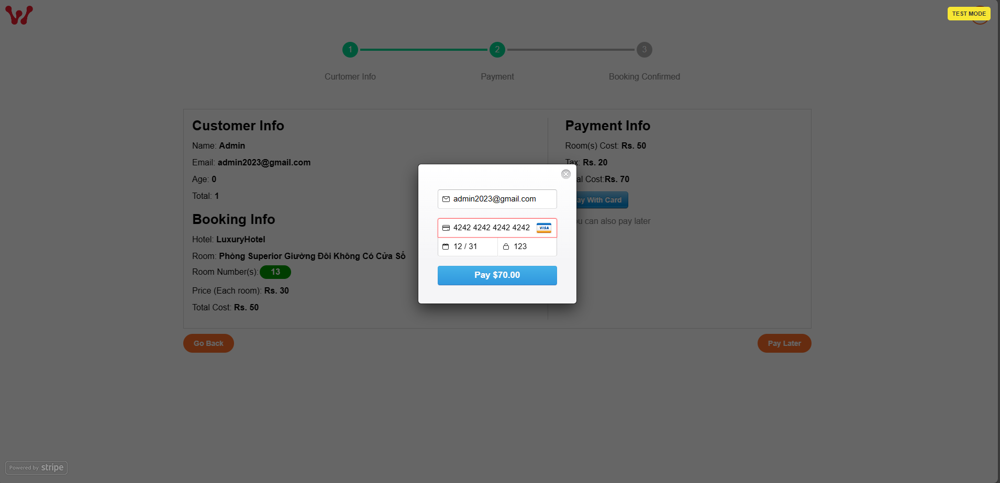 TEST MODE
1
2
3
Curtomer Info
Payment
Booking Confirmed
Customer Info
Name: Admin
Email: admin2023@gmail.com
Age: 0
Total: 1
Booking Info
Hotel: LuxuryHotel
Room: Phòng Superior Giường Đôi Không Có Cửa Sổ
Room Number(s): 13
Price (Each room): Rs. 30
Total Cost: Rs. 50
Payment Info
Room(s) Cost: Rs. 50
Tax: Rs. 20
al Cost:Rs. 70
ay With Card
u can also pay later
admin2023@gmail.com
4242 4242 4242 4242 VISA
12 / 31
123
Pay $70.00
Go Back
Pay Later
Powered by stripe